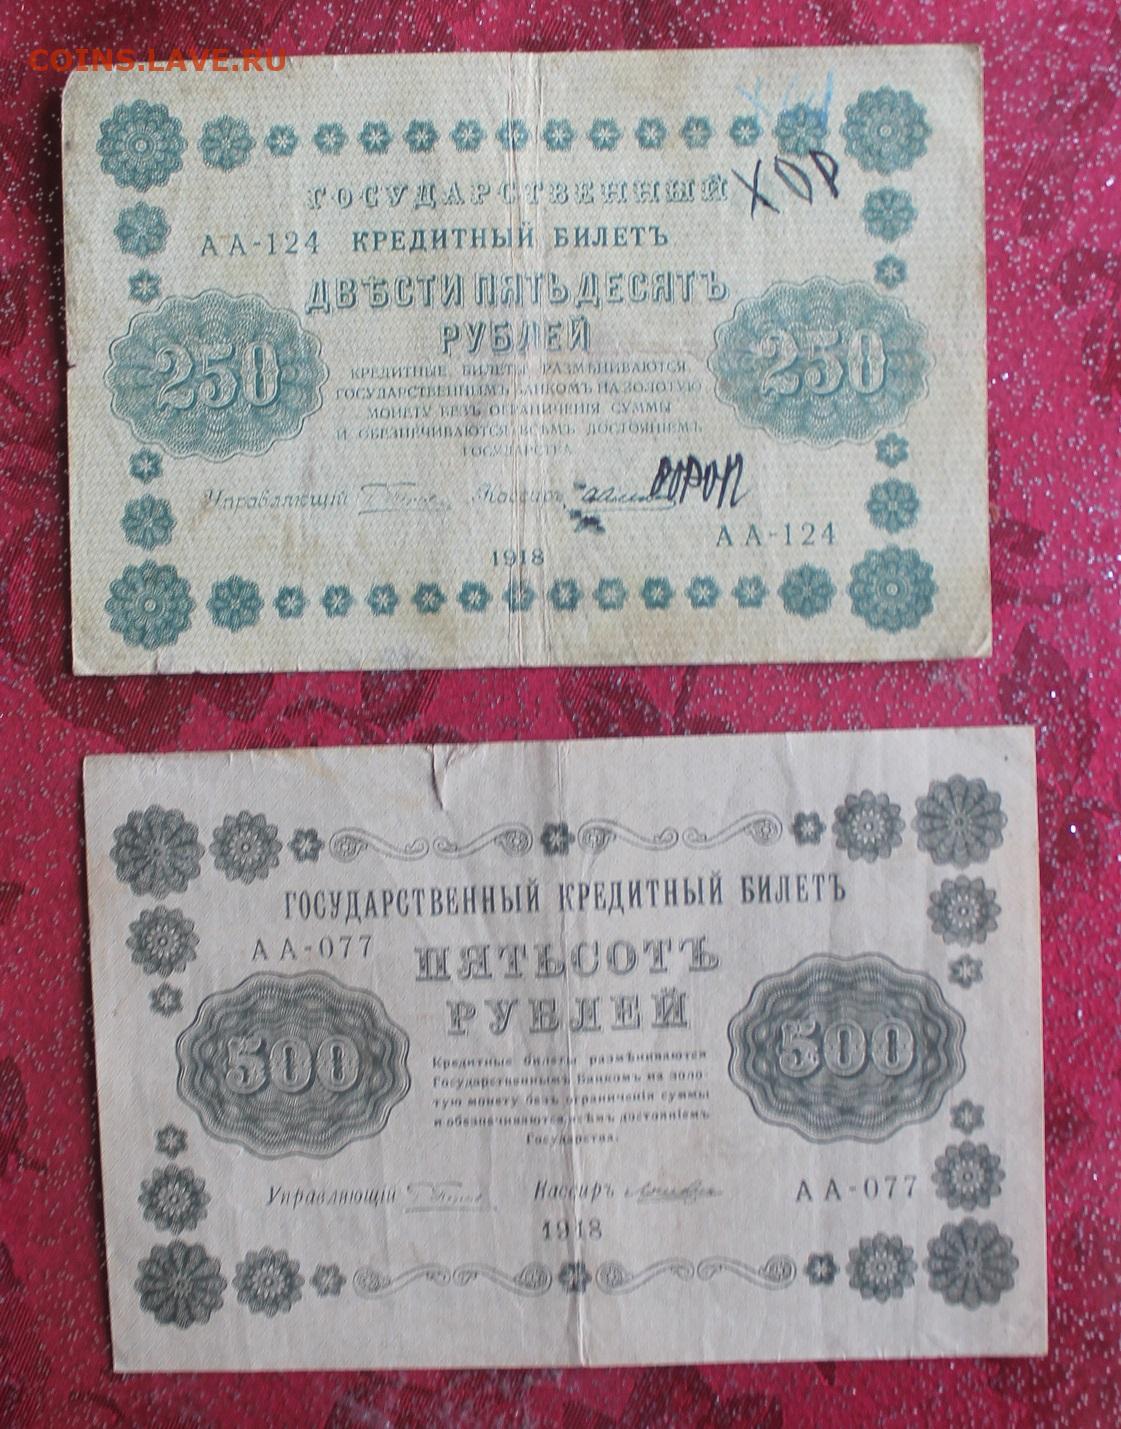 COINS.LAVE.RU
ГОСУДАРСТВЕННЫЙ
ХОР
АА-124 КРЕДИТНЫЙ БИЛЕТЪ
ДВѢСТИ ПЯТЬДЕСЯТЪ
РУБЛЕЙ
250 250
КРЕДИТНЫЕ БИЛЕТЫ РАЗМѢНИВАЮТСЯ
ГОСУДАРСТВЕННЫМЪ БАНКОМЪ НА ЗОЛОТУЮ
МОНЕТУ БЕЗЪ ОГРАНИЧЕНІЯ СУММЫ
И ОБЕЗПЕЧИВАЮТСЯ ВСѢМЪ ДОСТОЯНІЕМЪ
ГОСУДАРСТВА
Управляющій Кассиръ
АА-124
1918
ГОСУДАРСТВЕННЫЙ КРЕДИТНЫЙ БИЛЕТЪ
АА-077
ПЯТЬСОТЪ
РУБЛЕЙ
500 500
Кредитные билеты размѣниваются
Государственнымъ Банкомъ на золо-
тую монету безъ ограниченія суммы
и обезпечиваются всѣмъ достояніемъ
Государства.
Управляющій Кассиръ АА-077
1918